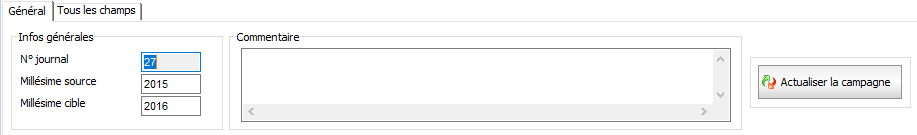 Général
Tous les champs
Infos générales
N° journal
27
Millésime source
2015
Millésime cible
2016
Commentaire
Actualiser la campagne